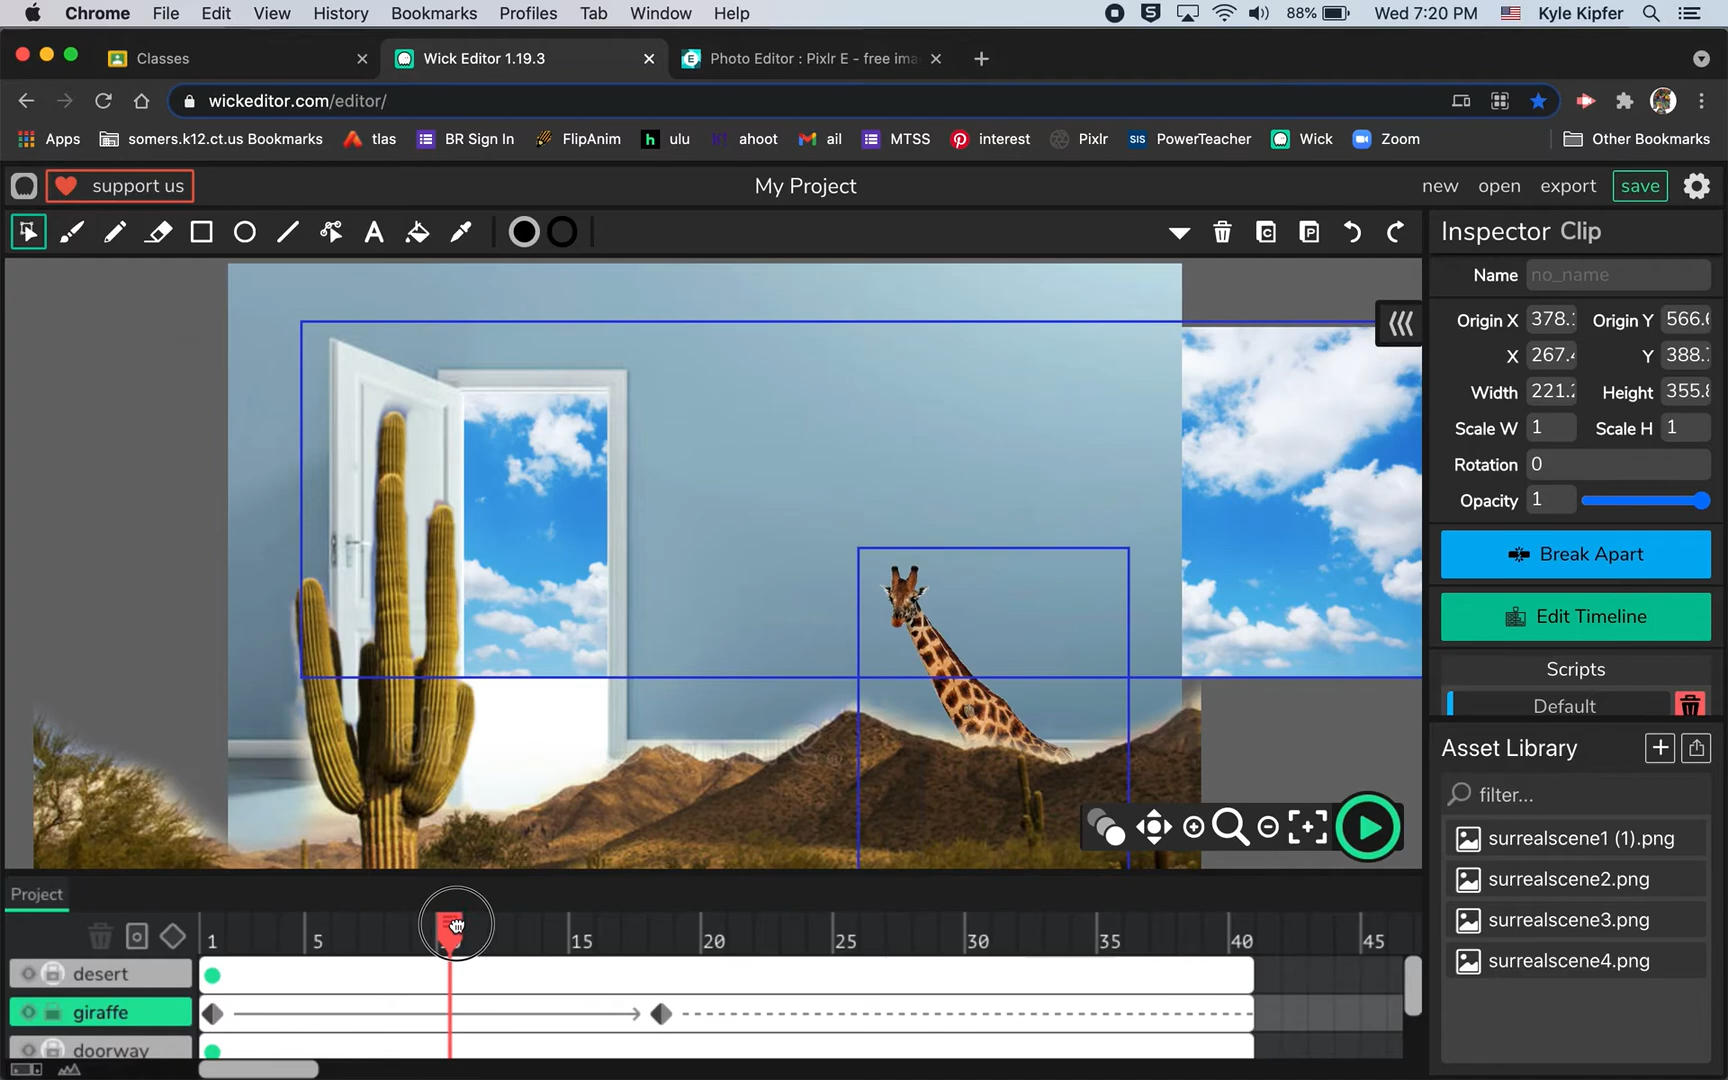 Chrome File Edit View History Bookmarks Profiles Tab Window Help 88% Wed 7:20 PM Kyle Kipfer
Classes Wick Editor 1.19.3 Photo Editor : Pixlr E - free ima
wickeditor.com/editor/
Apps somers.k12.ct.us Bookmarks tlas BR Sign In FlipAnim h ulu ahoot ail MTSS interest Pixlr SIS PowerTeacher Wick Zoom Other Bookmarks
support us My Project new open export save
A
Inspector Clip
Name no_name
Origin X 378. Origin Y 566.
X 267.4 Y 388.
Width 221. Height 355.
Scale W 1 Scale H 1
Rotation 0
Opacity 1
Break Apart
Edit Timeline
Scripts
Default
Asset Library
filter...
surrealscene1 (1).png
surrealscene2.png
surrealscene3.png
surrealscene4.png
Project
1 5 15 20 25 30 35 40 45
desert
giraffe
doorway